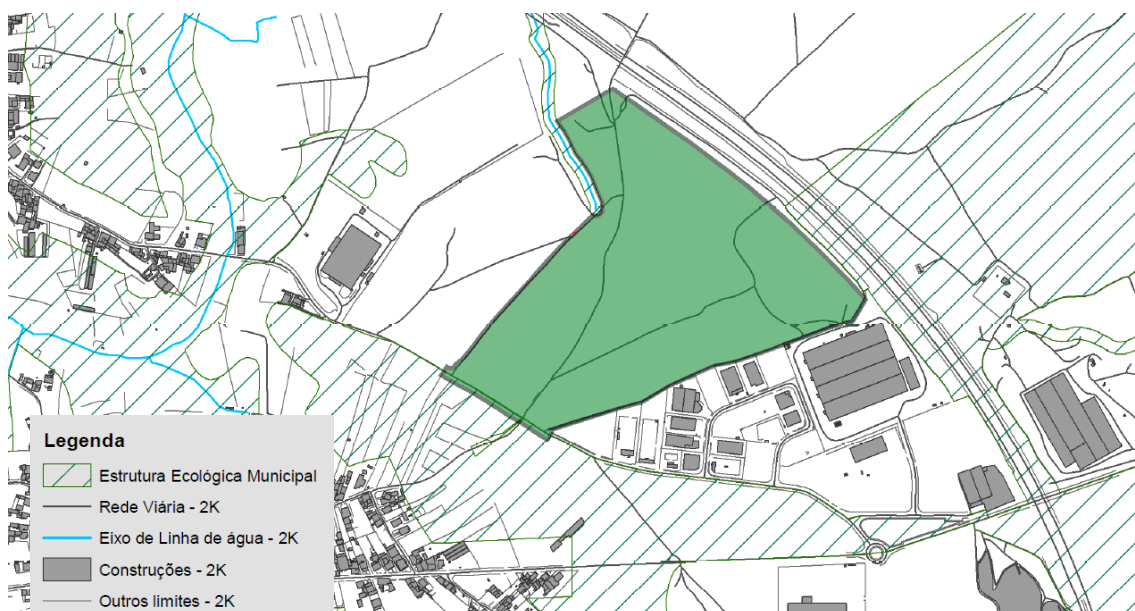 Legenda
Estrutura Ecológica Municipal
Rede Viária - 2K
Eixo de Linha de água - 2K
Construções - 2K
Outros limites - 2K